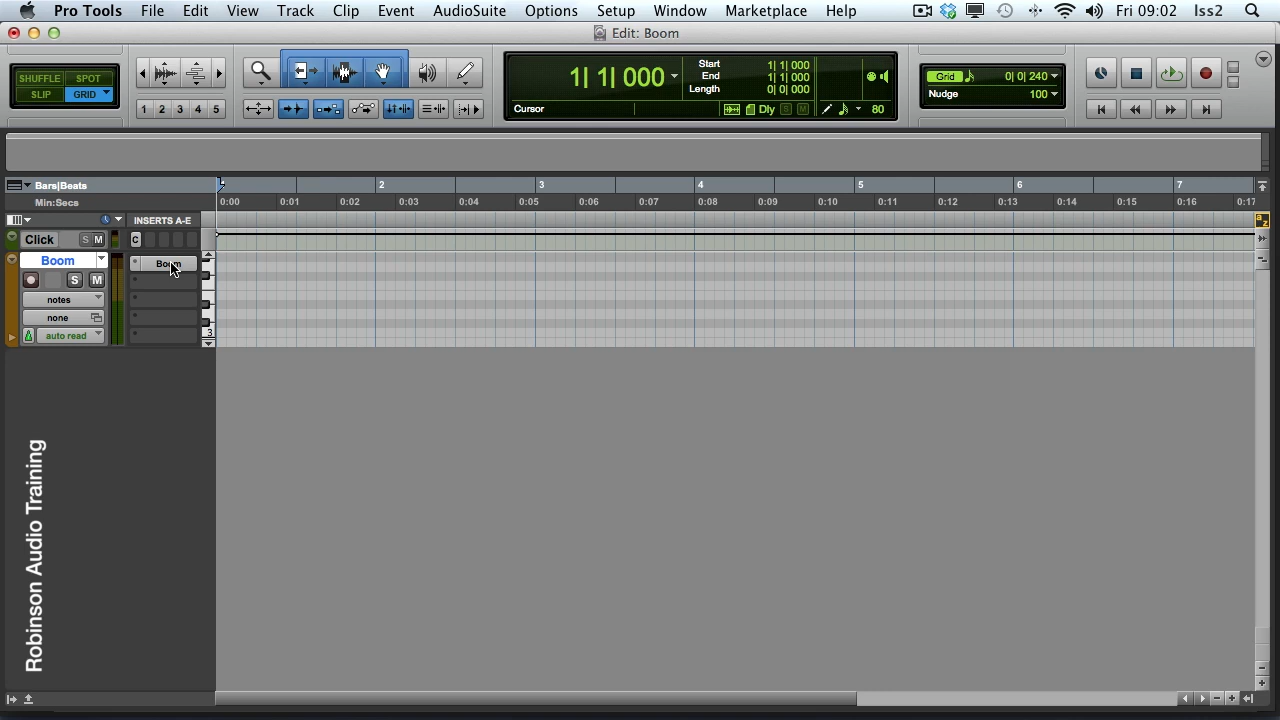 Pro Tools File Edit View Track Clip Event AudioSuite Options Setup Window Marketplace Help Fri 09:02 lss2
Edit: Boom
SHUFFLE SPOT
SLIP GRID
1 2 3 4 5
1| 1| 000
Start 1| 1| 000
End 1| 1| 000
Length 0| 0| 000
Cursor Dly S M 80
Grid 0| 0| 240
Nudge 100
Bars|Beats 2 3 4 5 6 7
Min:Secs 0:00 0:01 0:02 0:03 0:04 0:05 0:06 0:07 0:08 0:09 0:10 0:11 0:12 0:13 0:14 0:15 0:16 0:17
INSERTS A-E
Click S M C
Boom Boom
S M
notes
none
auto read 3
a z
Robinson Audio Training